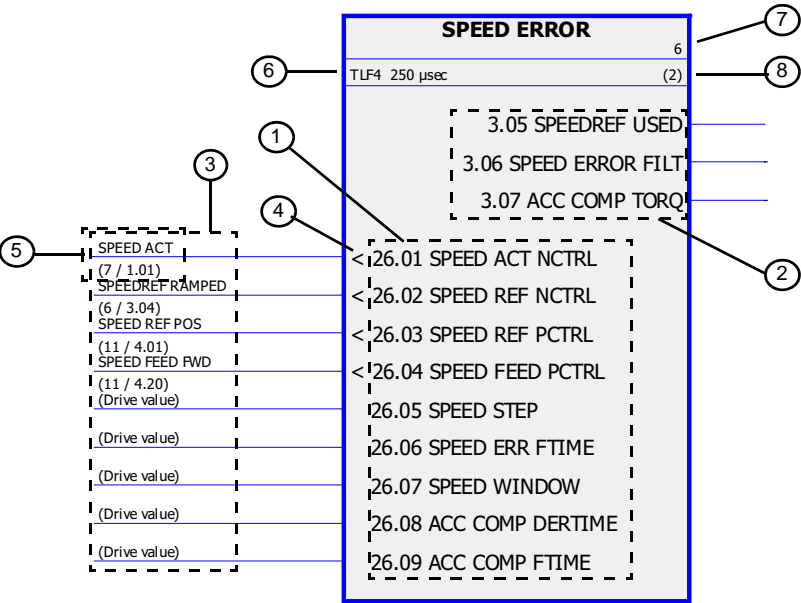 SPEED ERROR
6
7
6
TLF4 250 µsec
(2)
8
3.05 SPEEDREF USED
3.06 SPEED ERROR FILT
3.07 ACC COMP TORQ
1
3
4
2
5
SPEED ACT
(7 / 1.01)
< 26.01 SPEED ACT NCTRL
SPEEDREF RAMPED
(6 / 3.04)
< 26.02 SPEED REF NCTRL
SPEED REF POS
(11 / 4.01)
< 26.03 SPEED REF PCTRL
SPEED FEED FWD
(11 / 4.20)
< 26.04 SPEED FEED PCTRL
(Drive value)
26.05 SPEED STEP
(Drive value)
26.06 SPEED ERR FTIME
(Drive value)
26.07 SPEED WINDOW
(Drive value)
26.08 ACC COMP DERTIME
(Drive value)
26.09 ACC COMP FTIME